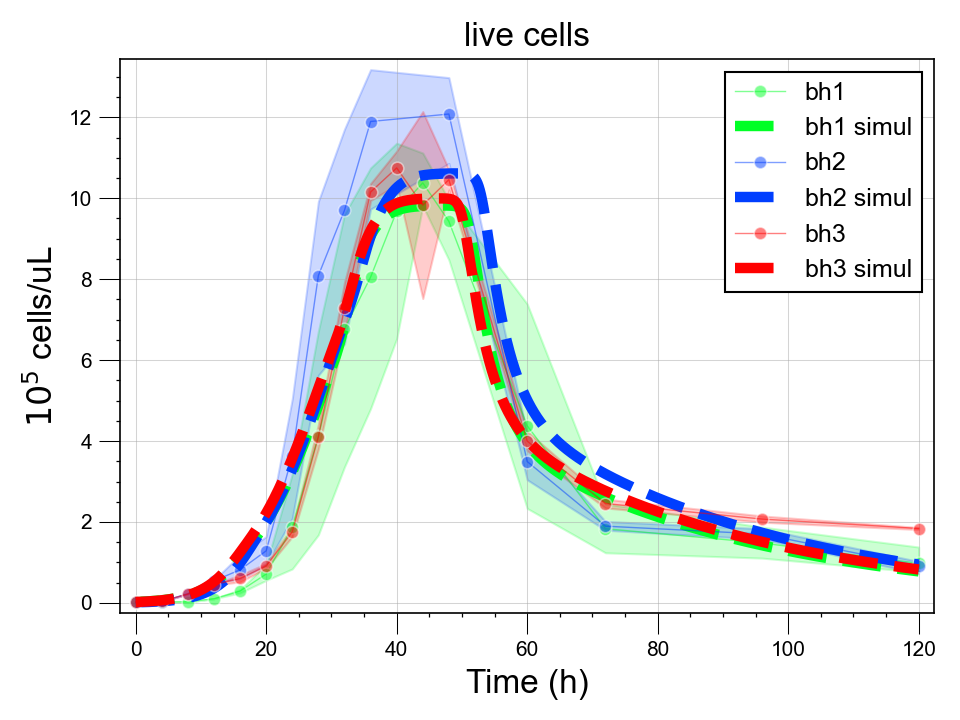 live cells
bh1
bh1 simul
bh2
bh2 simul
bh3
bh3 simul
12
10
8
6
4
2
0
10⁵ cells/uL
0 20 40 60 80 100 120
Time (h)